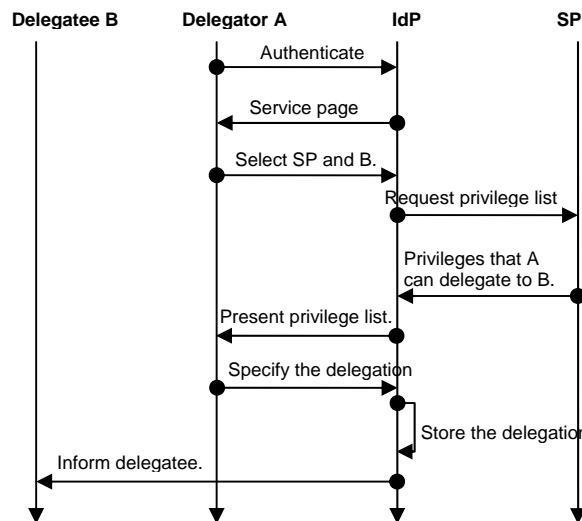 Delegatee B
Delegator A
IdP
SP
Authenticate
Service page
Select SP and B.
Request privilege list
Privileges that A
can delegate to B.
Present privilege list.
Specify the delegation
Store the delegation
Inform delegatee.